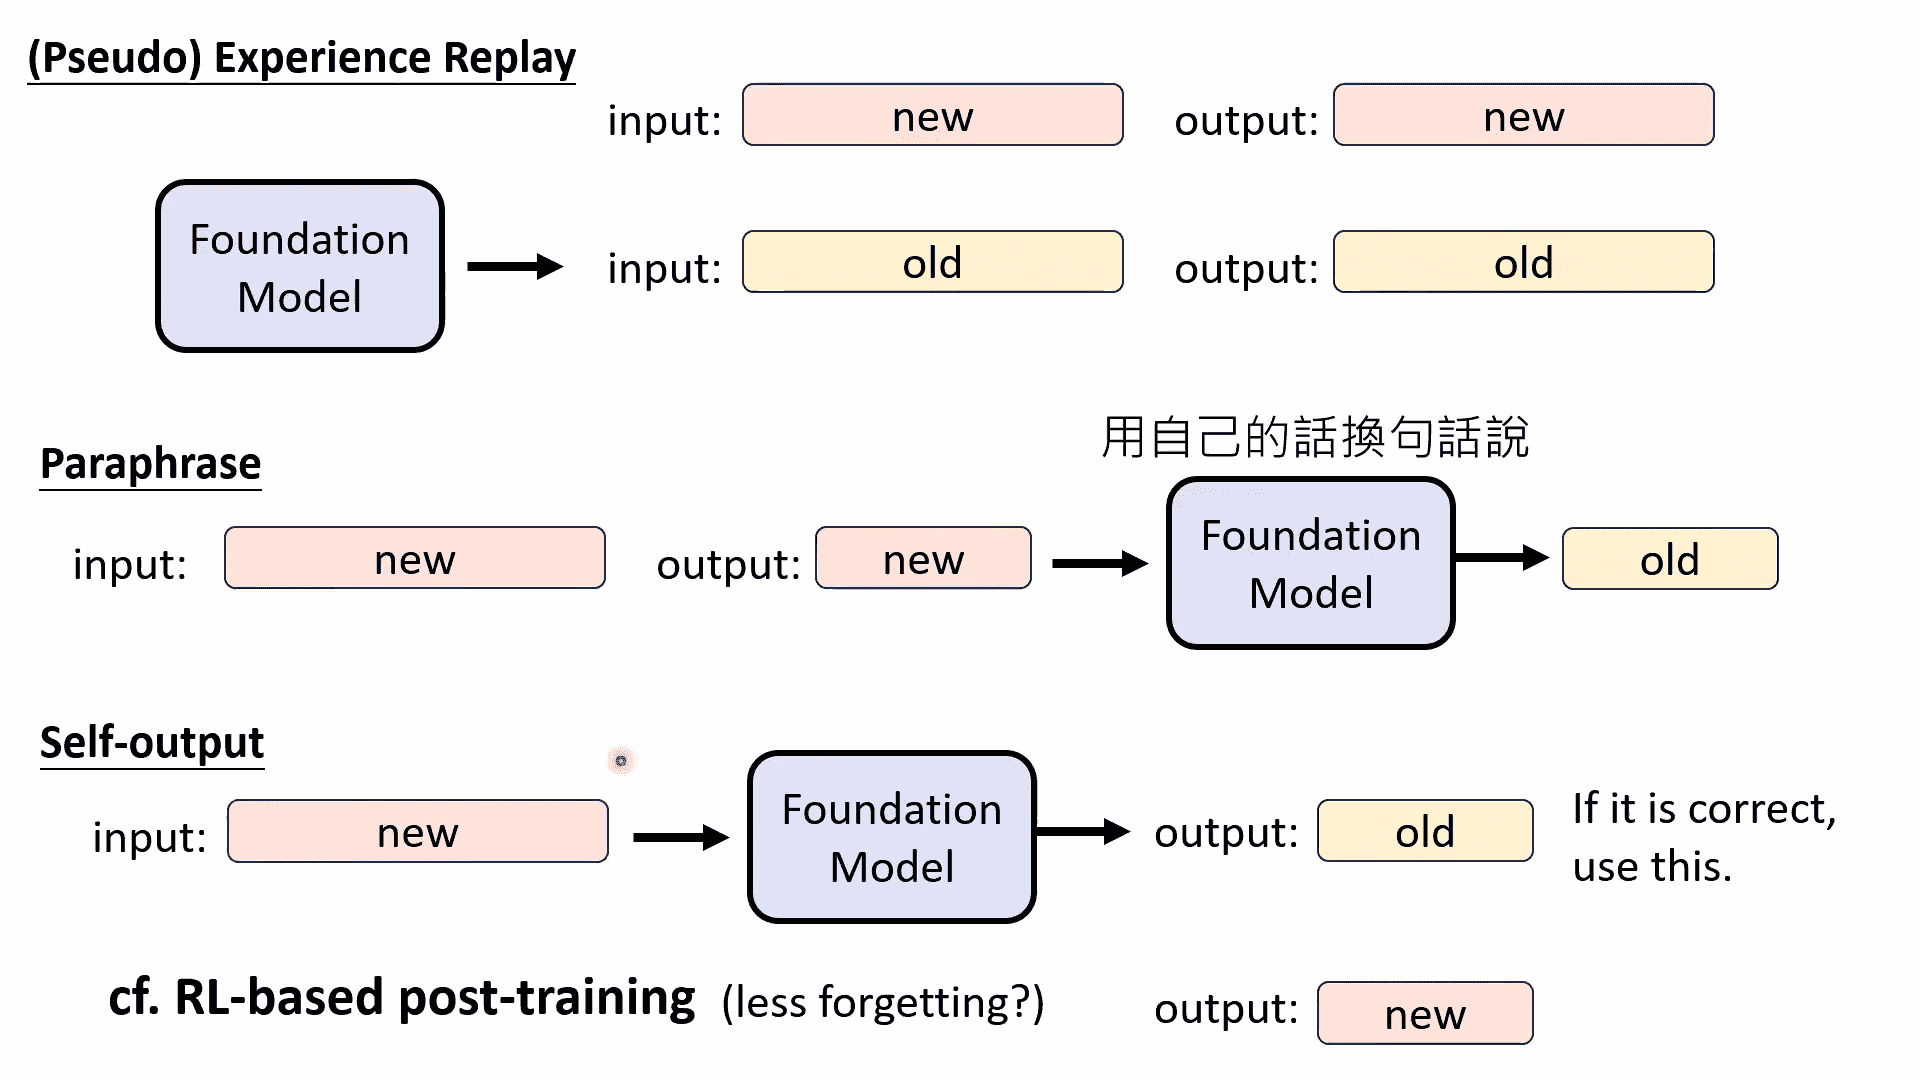 (Pseudo) Experience Replay
input: new output: new
Foundation
Model
input: old output: old
Paraphrase
用自己的話換句話說
input: new output: new
Foundation
Model
old
Self-output
input: new
Foundation
Model
output: old
If it is correct,
use this.
cf. RL-based post-training (less forgetting?)
output: new